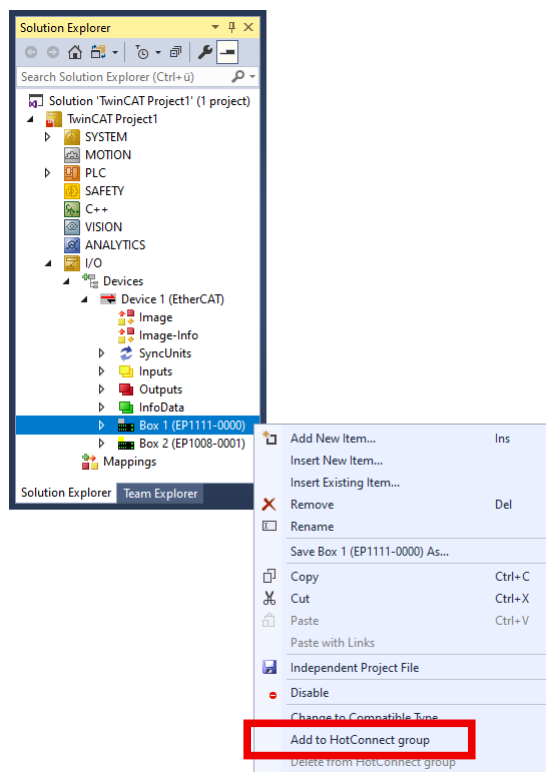 Solution Explorer
Search Solution Explorer (Ctrl+ü)
Solution 'TwinCAT Project1' (1 project)
TwinCAT Project1
SYSTEM
MOTION
PLC
SAFETY
C++
VISION
ANALYTICS
I/O
Devices
Device 1 (EtherCAT)
Image
Image-Info
SyncUnits
Inputs
Outputs
InfoData
Box 1 (EP1111-0000)
Box 2 (EP1008-0001)
Mappings
Solution Explorer Team Explorer
Add New Item... Ins
Insert New Item...
Insert Existing Item...
Remove Del
Rename
Save Box 1 (EP1111-0000) As...
Copy Ctrl+C
Cut Ctrl+X
Paste Ctrl+V
Paste with Links
Independent Project File
Disable
Change to Compatible Type
Add to HotConnect group
Delete from HotConnect group